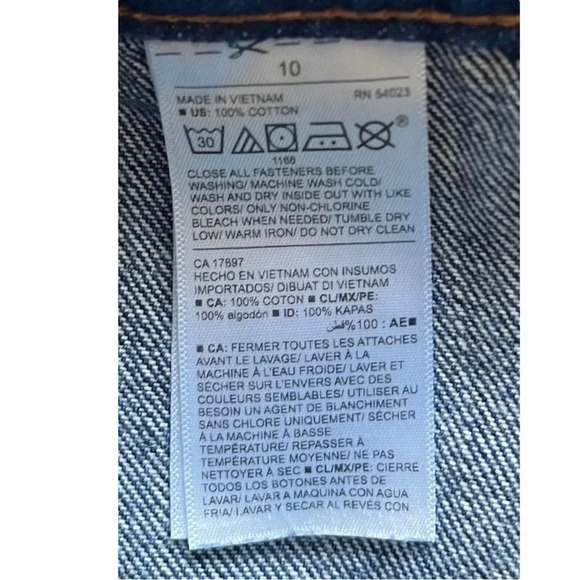 10
MADE IN VIETNAM RN 54023
■ US: 100% COTTON
30 ®
1166
CLOSE ALL FASTENERS BEFORE
WASHING/ MACHINE WASH COLD/
WASH AND DRY INSIDE OUT WITH LIKE
COLORS/ ONLY NON-CHLORINE
BLEACH WHEN NEEDED/ TUMBLE DRY
LOW/ WARM IRON/ DO NOT DRY CLEAN
CA 17897
HECHO EN VIETNAM CON INSUMOS
IMPORTADOS/ DIBUAT DI VIETNAM
■ CA: 100% COTON ■ CL/MX/PE:
100% algodón ■ ID: 100% KAPAS
■ AE : 100% قطن
■ CA: FERMER TOUTES LES ATTACHES
AVANT LE LAVAGE/ LAVER À LA
MACHINE À L'EAU FROIDE/ LAVER ET
SÉCHER SUR L'ENVERS AVEC DES
COULEURS SEMBLABLES/ UTILISER AU
BESOIN UN AGENT DE BLANCHIMENT
SANS CHLORE UNIQUEMENT/ SÉCHER
À LA MACHINE À BASSE
TEMPÉRATURE/ REPASSER À
TEMPÉRATURE MOYENNE/ NE PAS
NETTOYER À SEC ■ CL/MX/PE: CIERRE
TODOS LOS BOTONES ANTES DE
LAVAR/ LAVAR A MAQUINA CON AGUA
FRIA/ LAVAR Y SECAR AL REVÉS CON